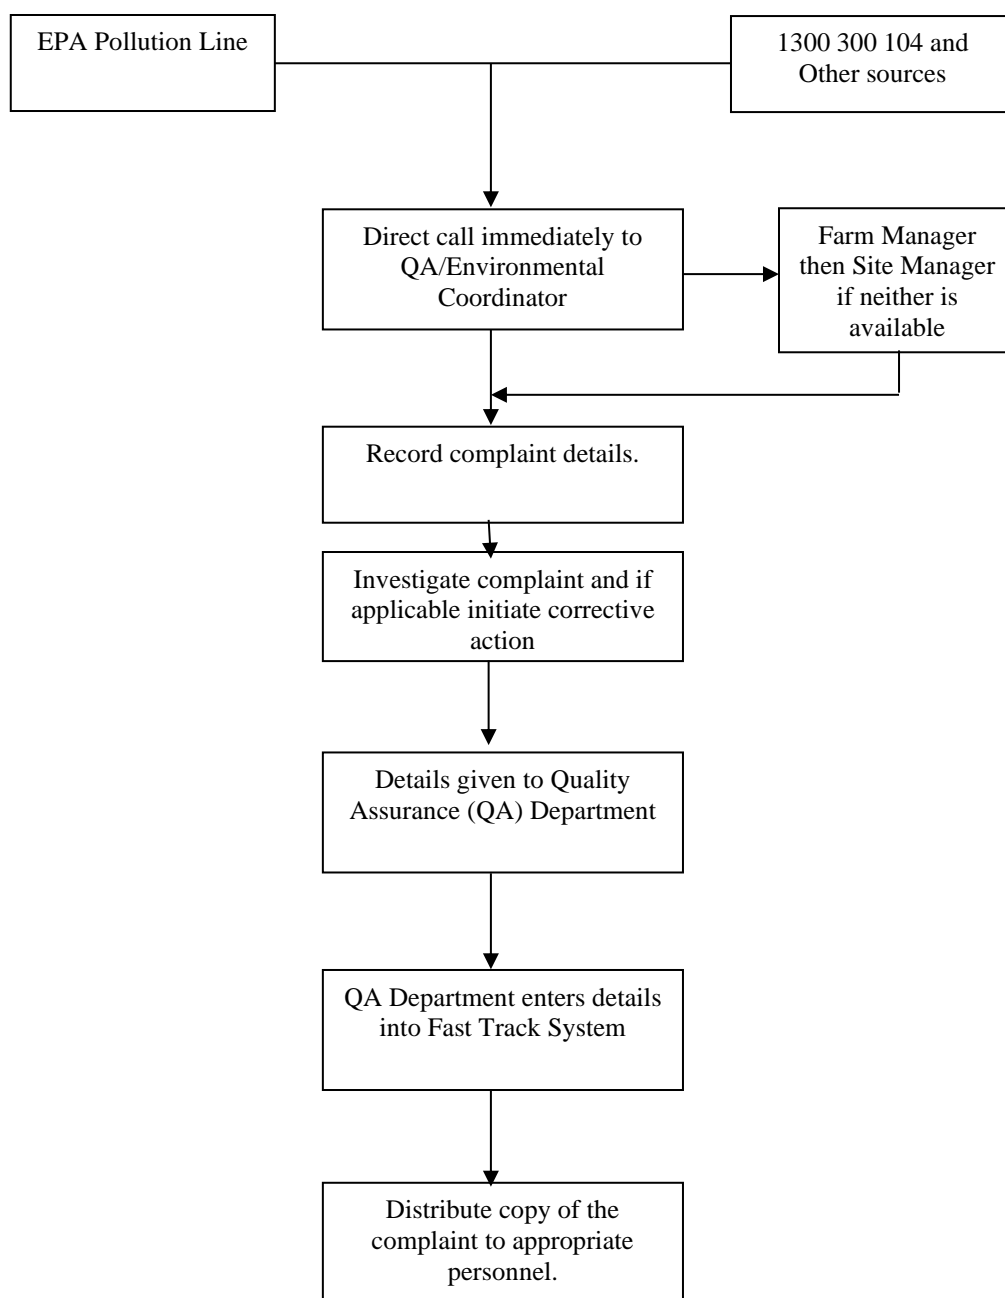 EPA Pollution Line
1300 300 104 and
Other sources
Direct call immediately to
QA/Environmental
Coordinator
Farm Manager
then Site Manager
if neither is
available
Record complaint details.
Investigate complaint and if
applicable initiate corrective
action
Details given to Quality
Assurance (QA) Department
QA Department enters details
into Fast Track System
Distribute copy of the
complaint to appropriate
personnel.